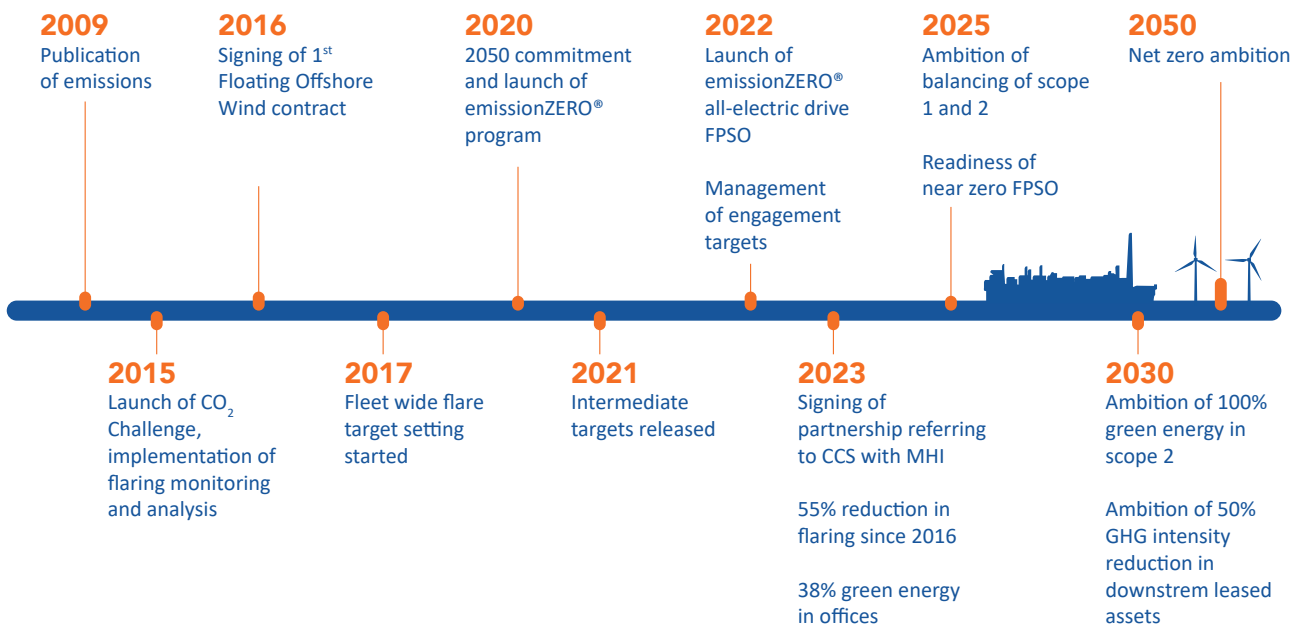 2009
Publication
of emissions
2016
Signing of 1st
Floating Offshore
Wind contract
2020
2050 commitment
and launch of
emissionZERO®
program
2022
Launch of
emissionZERO®
all-electric drive
FPSO
Management
of engagement
targets
2025
Ambition of
balancing of scope
1 and 2
Readiness of
near zero FPSO
2050
Net zero ambition
2015
Launch of CO2
Challenge,
implementation of
flaring monitoring
and analysis
2017
Fleet wide flare
target setting
started
2021
Intermediate
targets released
2023
Signing of
partnership referring
to CCS with MHI
55% reduction in
flaring since 2016
38% green energy
in offices
2030
Ambition of 100%
green energy in
scope 2
Ambition of 50%
GHG intensity
reduction in
downstrem leased
assets